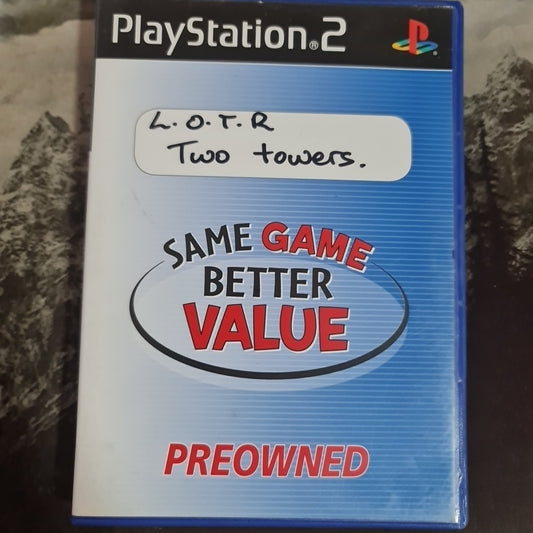 PlayStation®2
L.O.T.R
Two towers.
SAME GAME
BETTER
VALUE
PREOWNED